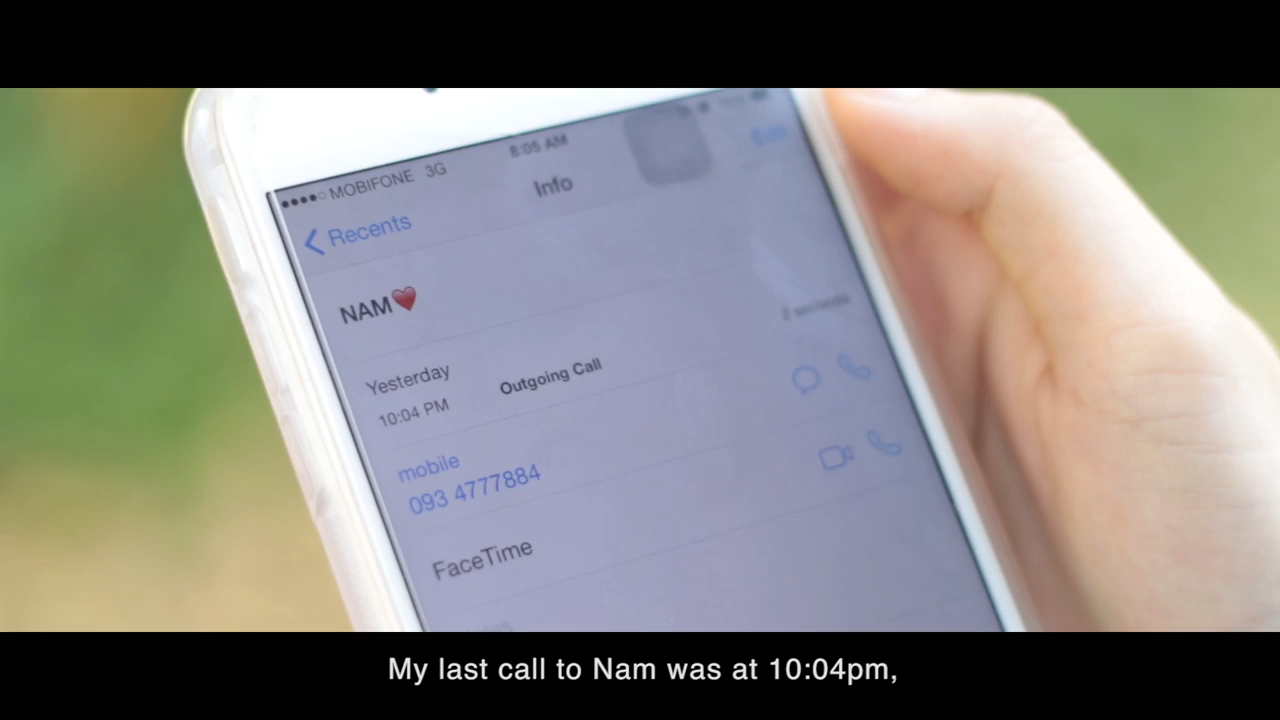 MOBIFONE 3G 8:05 AM
Recents Info Edit
NAM❤️
Yesterday
10:04 PM Outgoing Call
mobile
093 4777884
FaceTime
My last call to Nam was at 10:04pm,